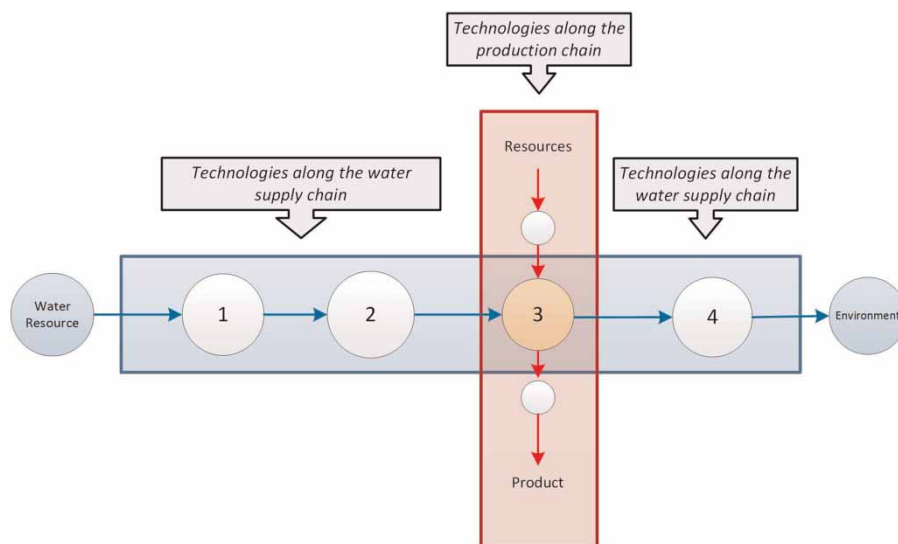 Technologies along the
production chain
Resources
Technologies along the water
supply chain
Technologies along the
water supply chain
Water
Resource
1
2
3
4
Environment
Product